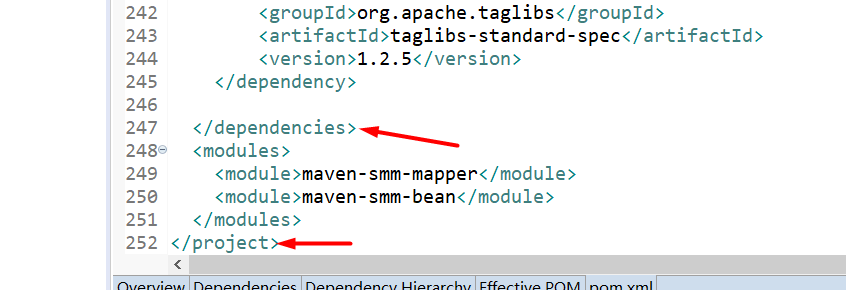 242 <groupId>org.apache.taglibs</groupId>
243 <artifactId>taglibs-standard-spec</artifactId>
244 <version>1.2.5</version>
245 </dependency>
246
247 </dependencies>
248 <modules>
249 <module>maven-smm-mapper</module>
250 <module>maven-smm-bean</module>
251 </modules>
252 </project>
Overview Dependencies Dependency Hierarchy Effective POM pom.xml